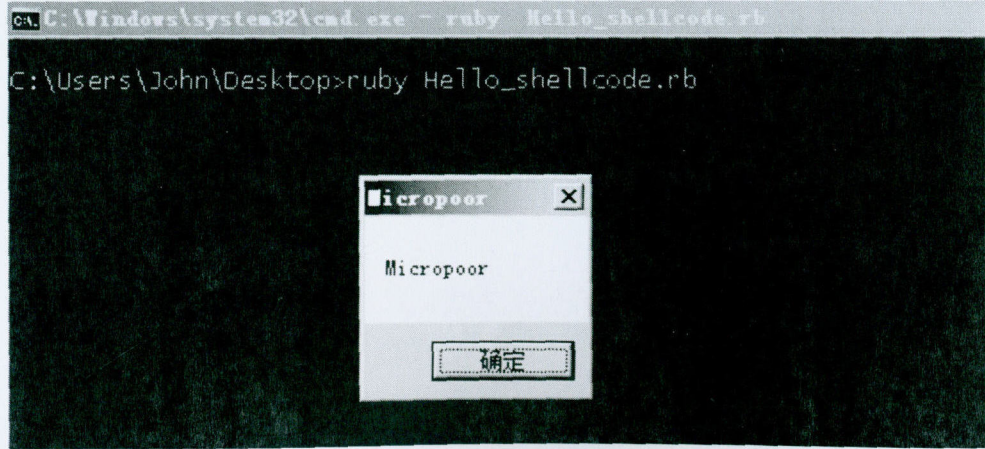 C:\Windows\system32\cmd.exe - ruby Hello_shellcode.rb
C:\Users\John\Desktop>ruby Hello_shellcode.rb
Micropoor
Micropoor
确定